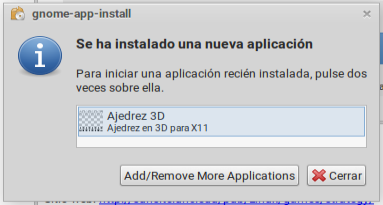 gnome-app-install
Se ha instalado una nueva aplicación
Para iniciar una aplicación recién instalada, pulse dos
veces sobre ella.
Ajedrez 3D
Ajedrez en 3D para X11
Add/Remove More Applications
Cerrar